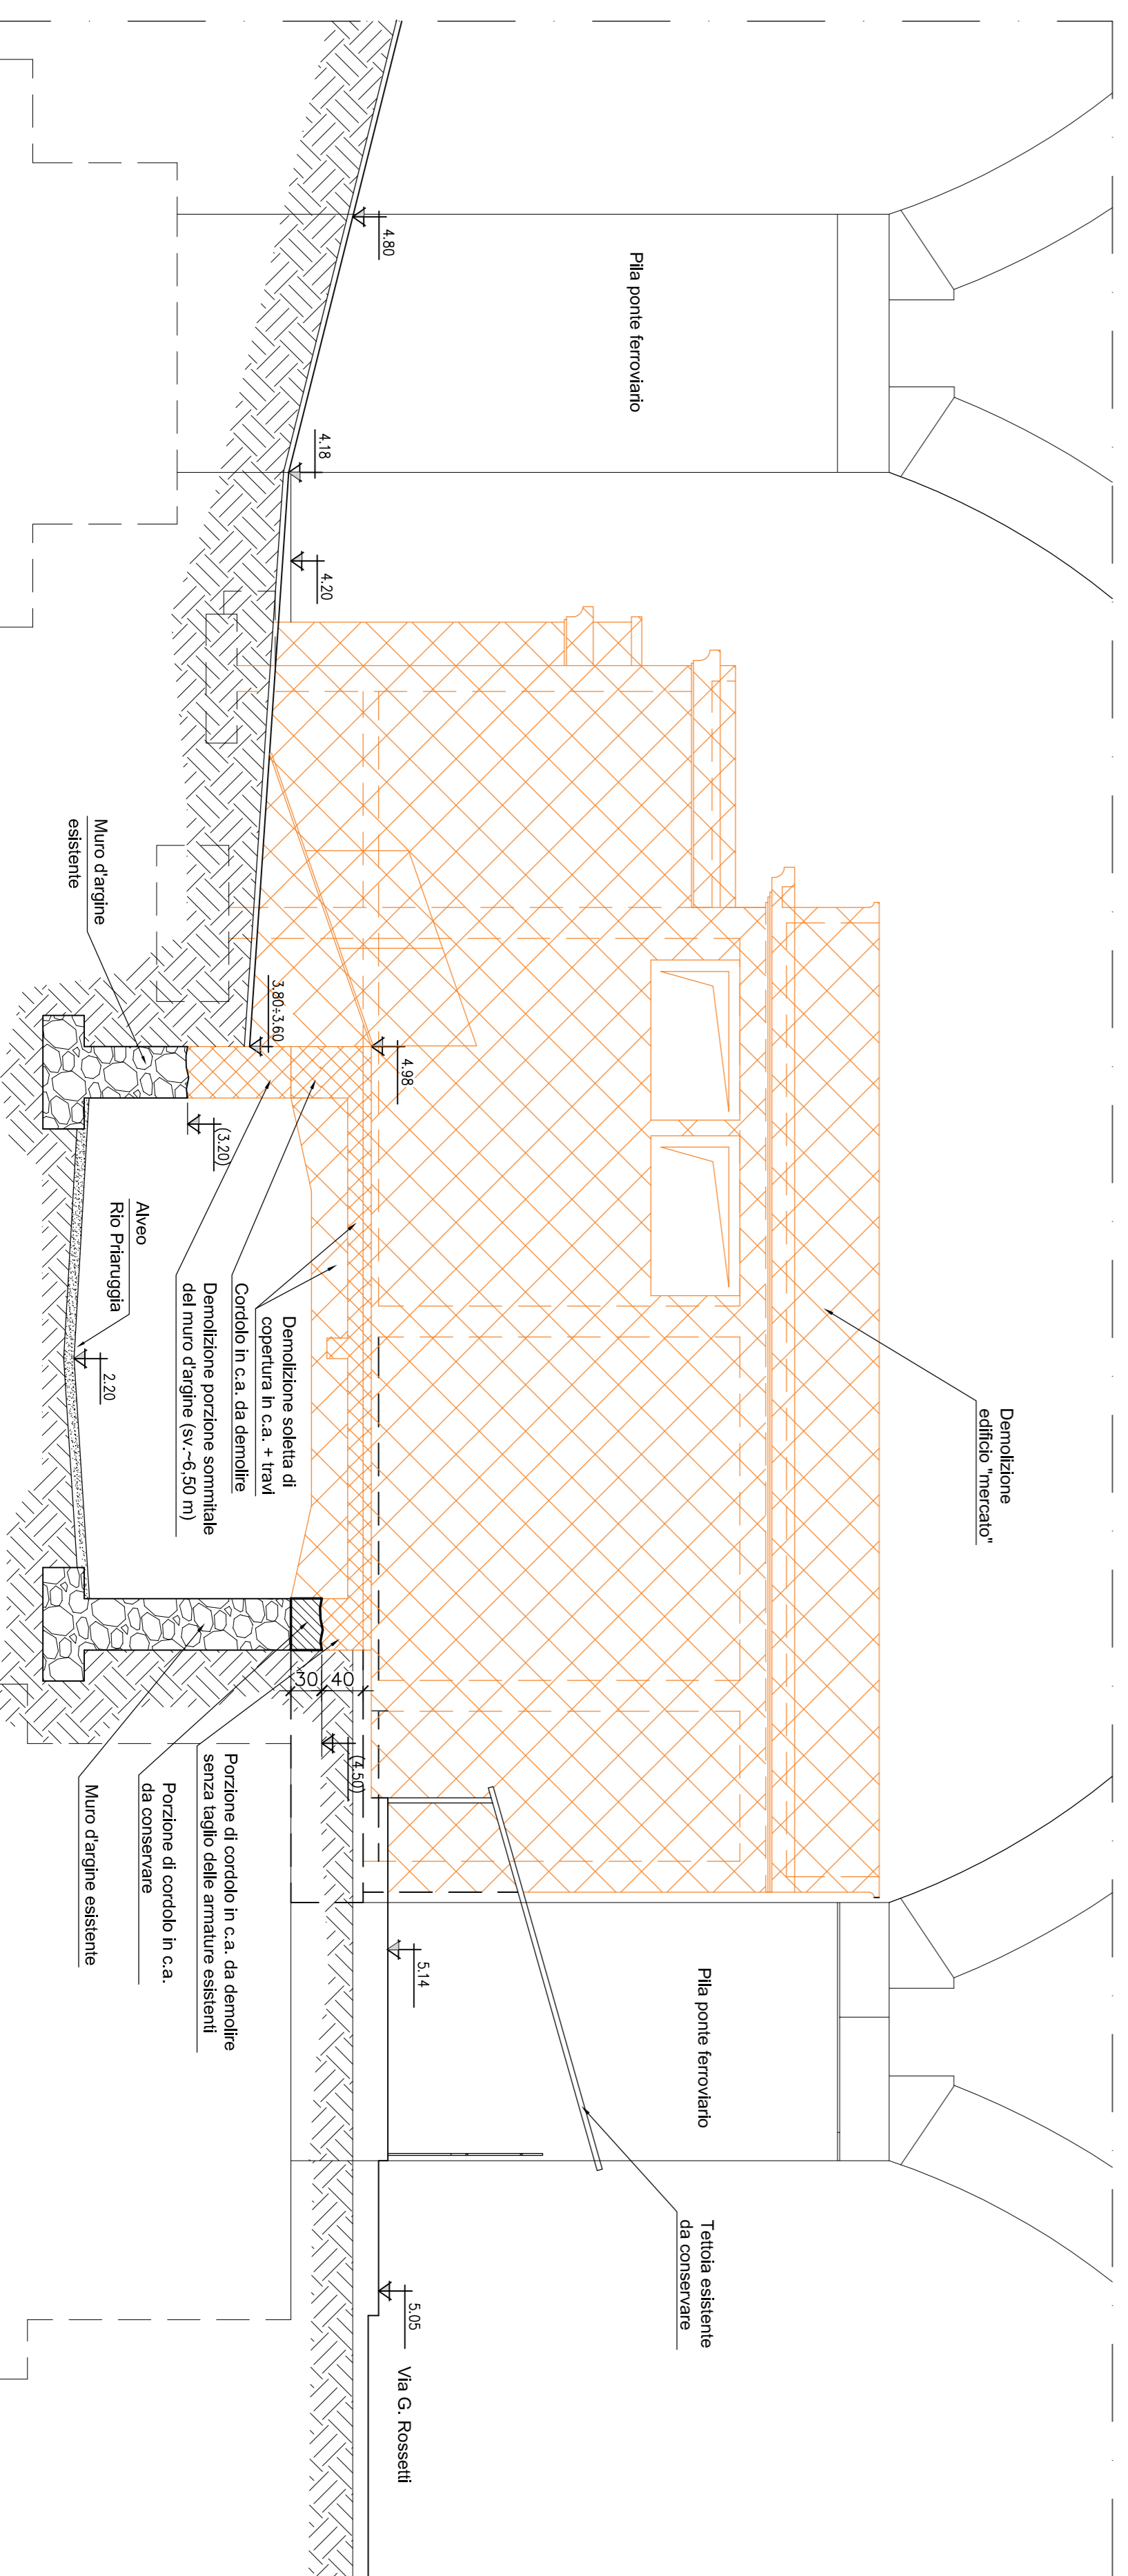 Demolizione
edificio "mercato"
Pila ponte ferroviario
Pila ponte ferroviario
Tettoia esistente
da conservare
4.80
4.18
4.20
3.80÷3.60
4.98
(3.20)
2.20
30
40
(4.50)
5.14
5.05
Via G. Rossetti
Muro d'argine
esistente
Alveo
Rio Priaruggia
Demolizione soletta di
copertura in c.a. + travi
Cordolo in c.a. da demolire
Demolizione porzione sommitale
del muro d'argine (sv.~6,50 m)
Porzione di cordolo in c.a. da demolire
senza taglio delle armature esistenti
Porzione di cordolo in c.a.
da conservare
Muro d'argine esistente